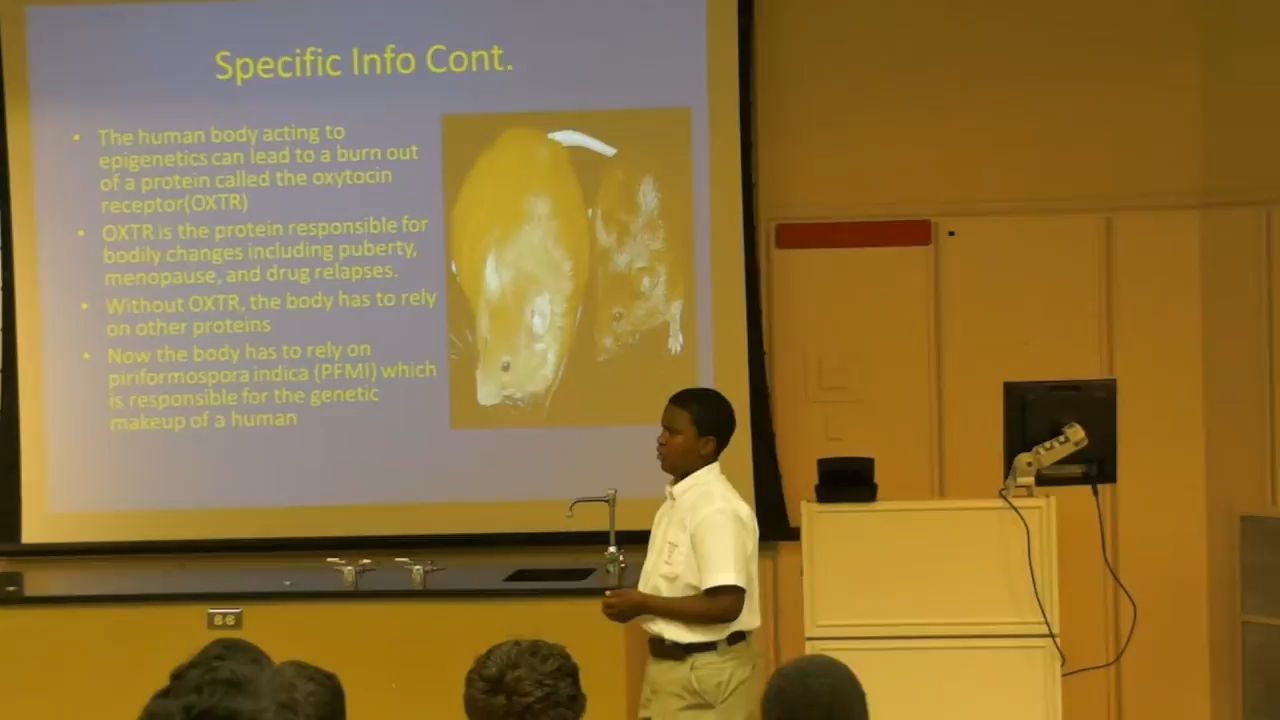 Specific Info Cont.
• The human body acting to
epigenetics can lead to a burn out
of a protein called the oxytocin
receptor(OXTR)
• OXTR is the protein responsible for
bodily changes including puberty,
menopause, and drug relapses.
• Without OXTR, the body has to rely
on other proteins
• Now the body has to rely on
piriformospora indica (PFMI) which
is responsible for the genetic
makeup of a human